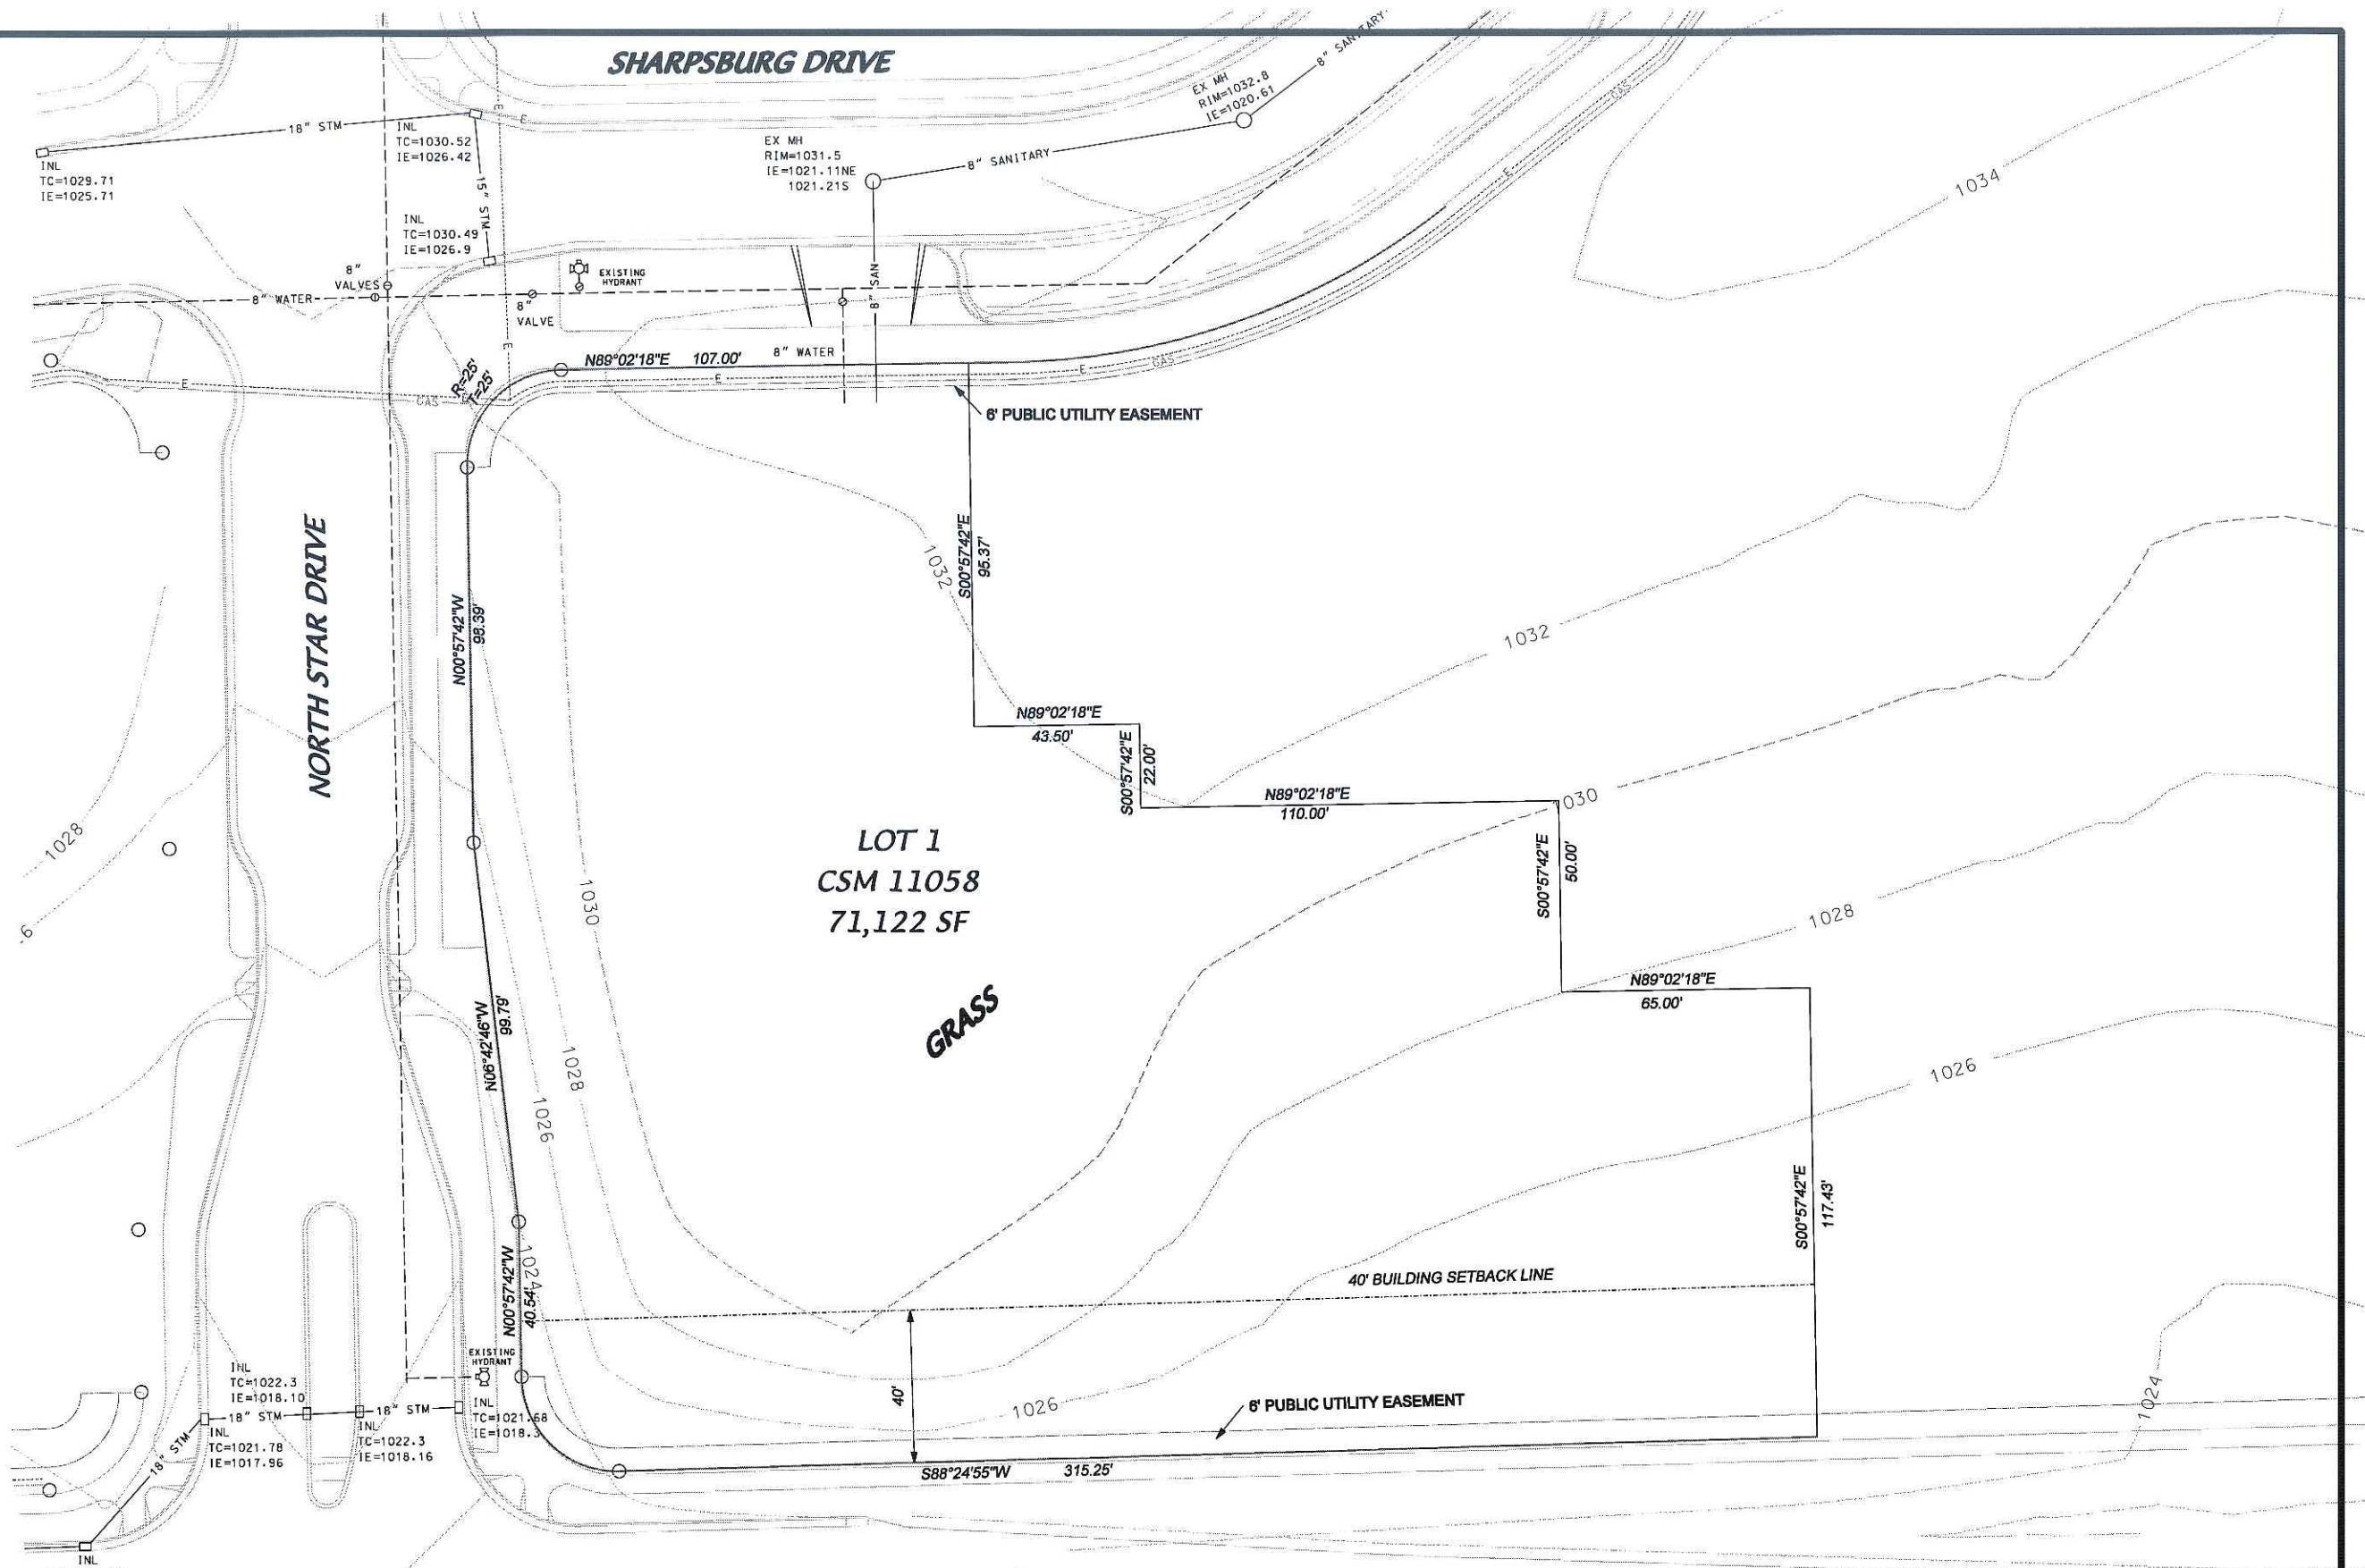 SHARPSBURG DRIVE
8" SANITARY
EX MH
RIM=1032.8
IE=1020.61
18" STM
INL
TC=1030.52
IE=1026.42
E
E
EX MH
RIM=1031.5
IE=1021.11NE
1021.21S
8" SANITARY
GAS
INL
TC=1029.71
IE=1025.71
15" STM
E
1034
INL
TC=1030.49
IE=1026.9
8"
VALVES
EXISTING
HYDRANT
8" SAN
8" WATER
8"
VALVE
E
N89°02'18"E 107.00'
8" WATER
R=25'
T=25'
E
E
E
GAS
GAS
6' PUBLIC UTILITY EASEMENT
NORTH STAR DRIVE
S00°57'42"E
95.37'
1032
N00°57'42"W
98.39'
1032
N89°02'18"E
43.50'
S00°57'42"E
22.00'
N89°02'18"E
110.00'
030
1028
LOT 1
CSM 11058
71,122 SF
S00°57'42"E
50.00'
1030
1028
6
N89°02'18"E
65.00'
GRASS
N06°42'46"W
99.79'
1028
1026
1026
S00°57'42"E
117.43'
N00°57'42"W
40.54'
1024
40' BUILDING SETBACK LINE
EXISTING
HYDRANT
INL
TC=1022.3
IE=1018.10
40'
1024
18" STM
18" STM
INL
TC=1021.68
IE=1018.3
1026
6' PUBLIC UTILITY EASEMENT
INL
TC=1021.78
IE=1017.96
INL
TC=1022.3
IE=1018.16
18" STM
S88°24'55"W 315.25'
INL